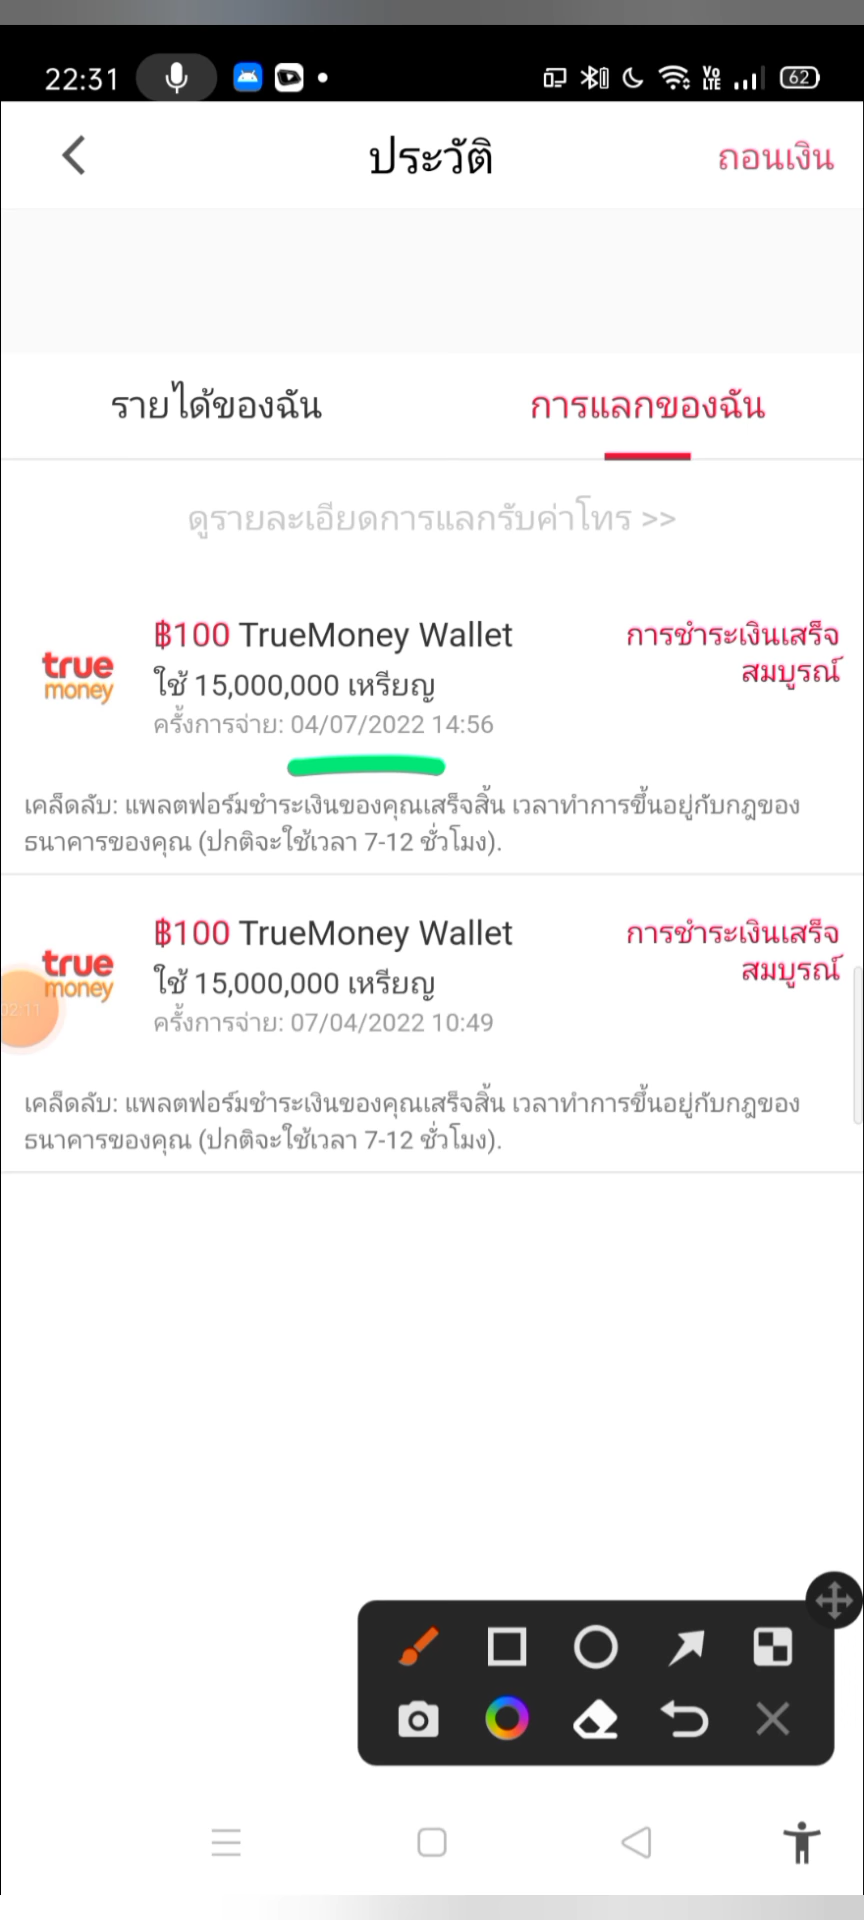 22:31
Vo LTE
62
ประวัติ
ถอนเงิน
รายได้ของฉัน
การแลกของฉัน
ดูรายละเอียดการแลกรับค่าโทร >>
฿100 TrueMoney Wallet
การชำระเงินเสร็จ
สมบูรณ์
true
money
ใช้ 15,000,000 เหรียญ
ครั้งการจ่าย: 04/07/2022 14:56
เคล็ดลับ: แพลตฟอร์มชำระเงินของคุณเสร็จสิ้น เวลาทำการขึ้นอยู่กับกฎของ
ธนาคารของคุณ (ปกติจะใช้เวลา 7-12 ชั่วโมง).
฿100 TrueMoney Wallet
การชำระเงินเสร็จ
สมบูรณ์
true
money
ใช้ 15,000,000 เหรียญ
02:11
ครั้งการจ่าย: 07/04/2022 10:49
เคล็ดลับ: แพลตฟอร์มชำระเงินของคุณเสร็จสิ้น เวลาทำการขึ้นอยู่กับกฎของ
ธนาคารของคุณ (ปกติจะใช้เวลา 7-12 ชั่วโมง).